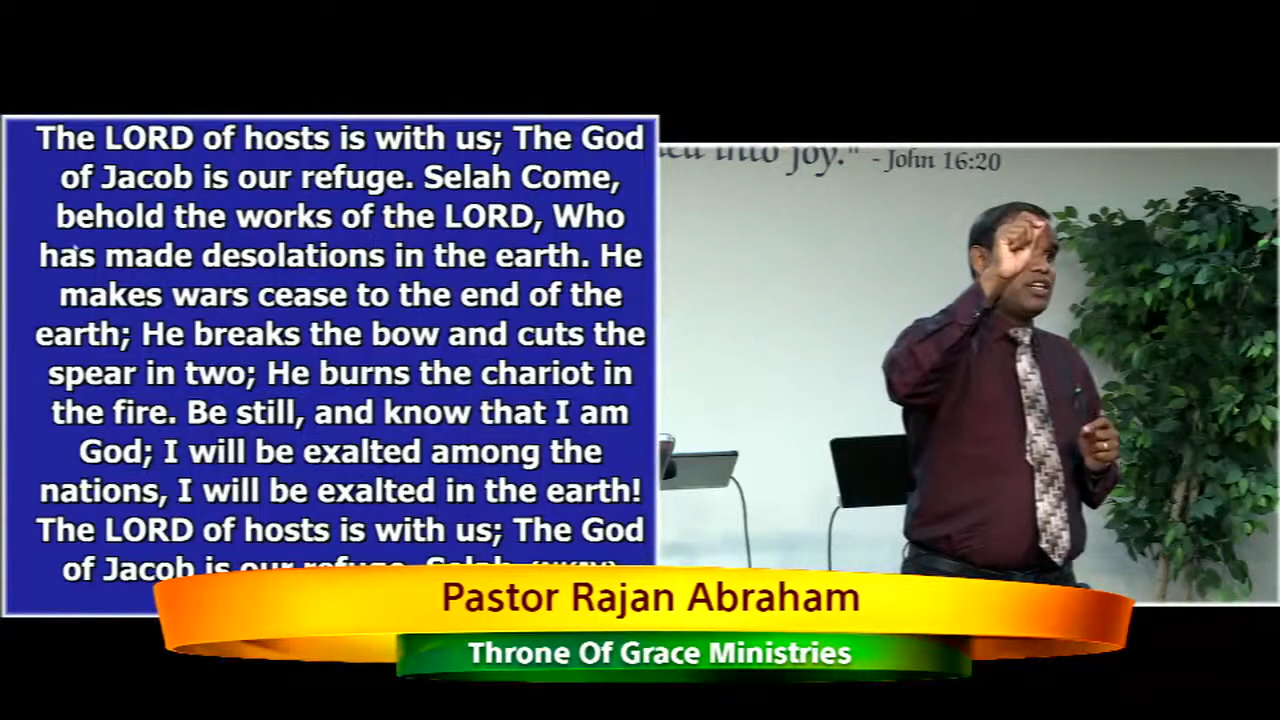 The LORD of hosts is with us; The God
of Jacob is our refuge. Selah Come,
behold the works of the LORD, Who
has made desolations in the earth. He
makes wars cease to the end of the
earth; He breaks the bow and cuts the
spear in two; He burns the chariot in
the fire. Be still, and know that I am
God; I will be exalted among the
nations, I will be exalted in the earth!
The LORD of hosts is with us; The God
of Jacob is our refuge. Selah (NKJV)
into joy." - John 16:20
Pastor Rajan Abraham
Throne Of Grace Ministries